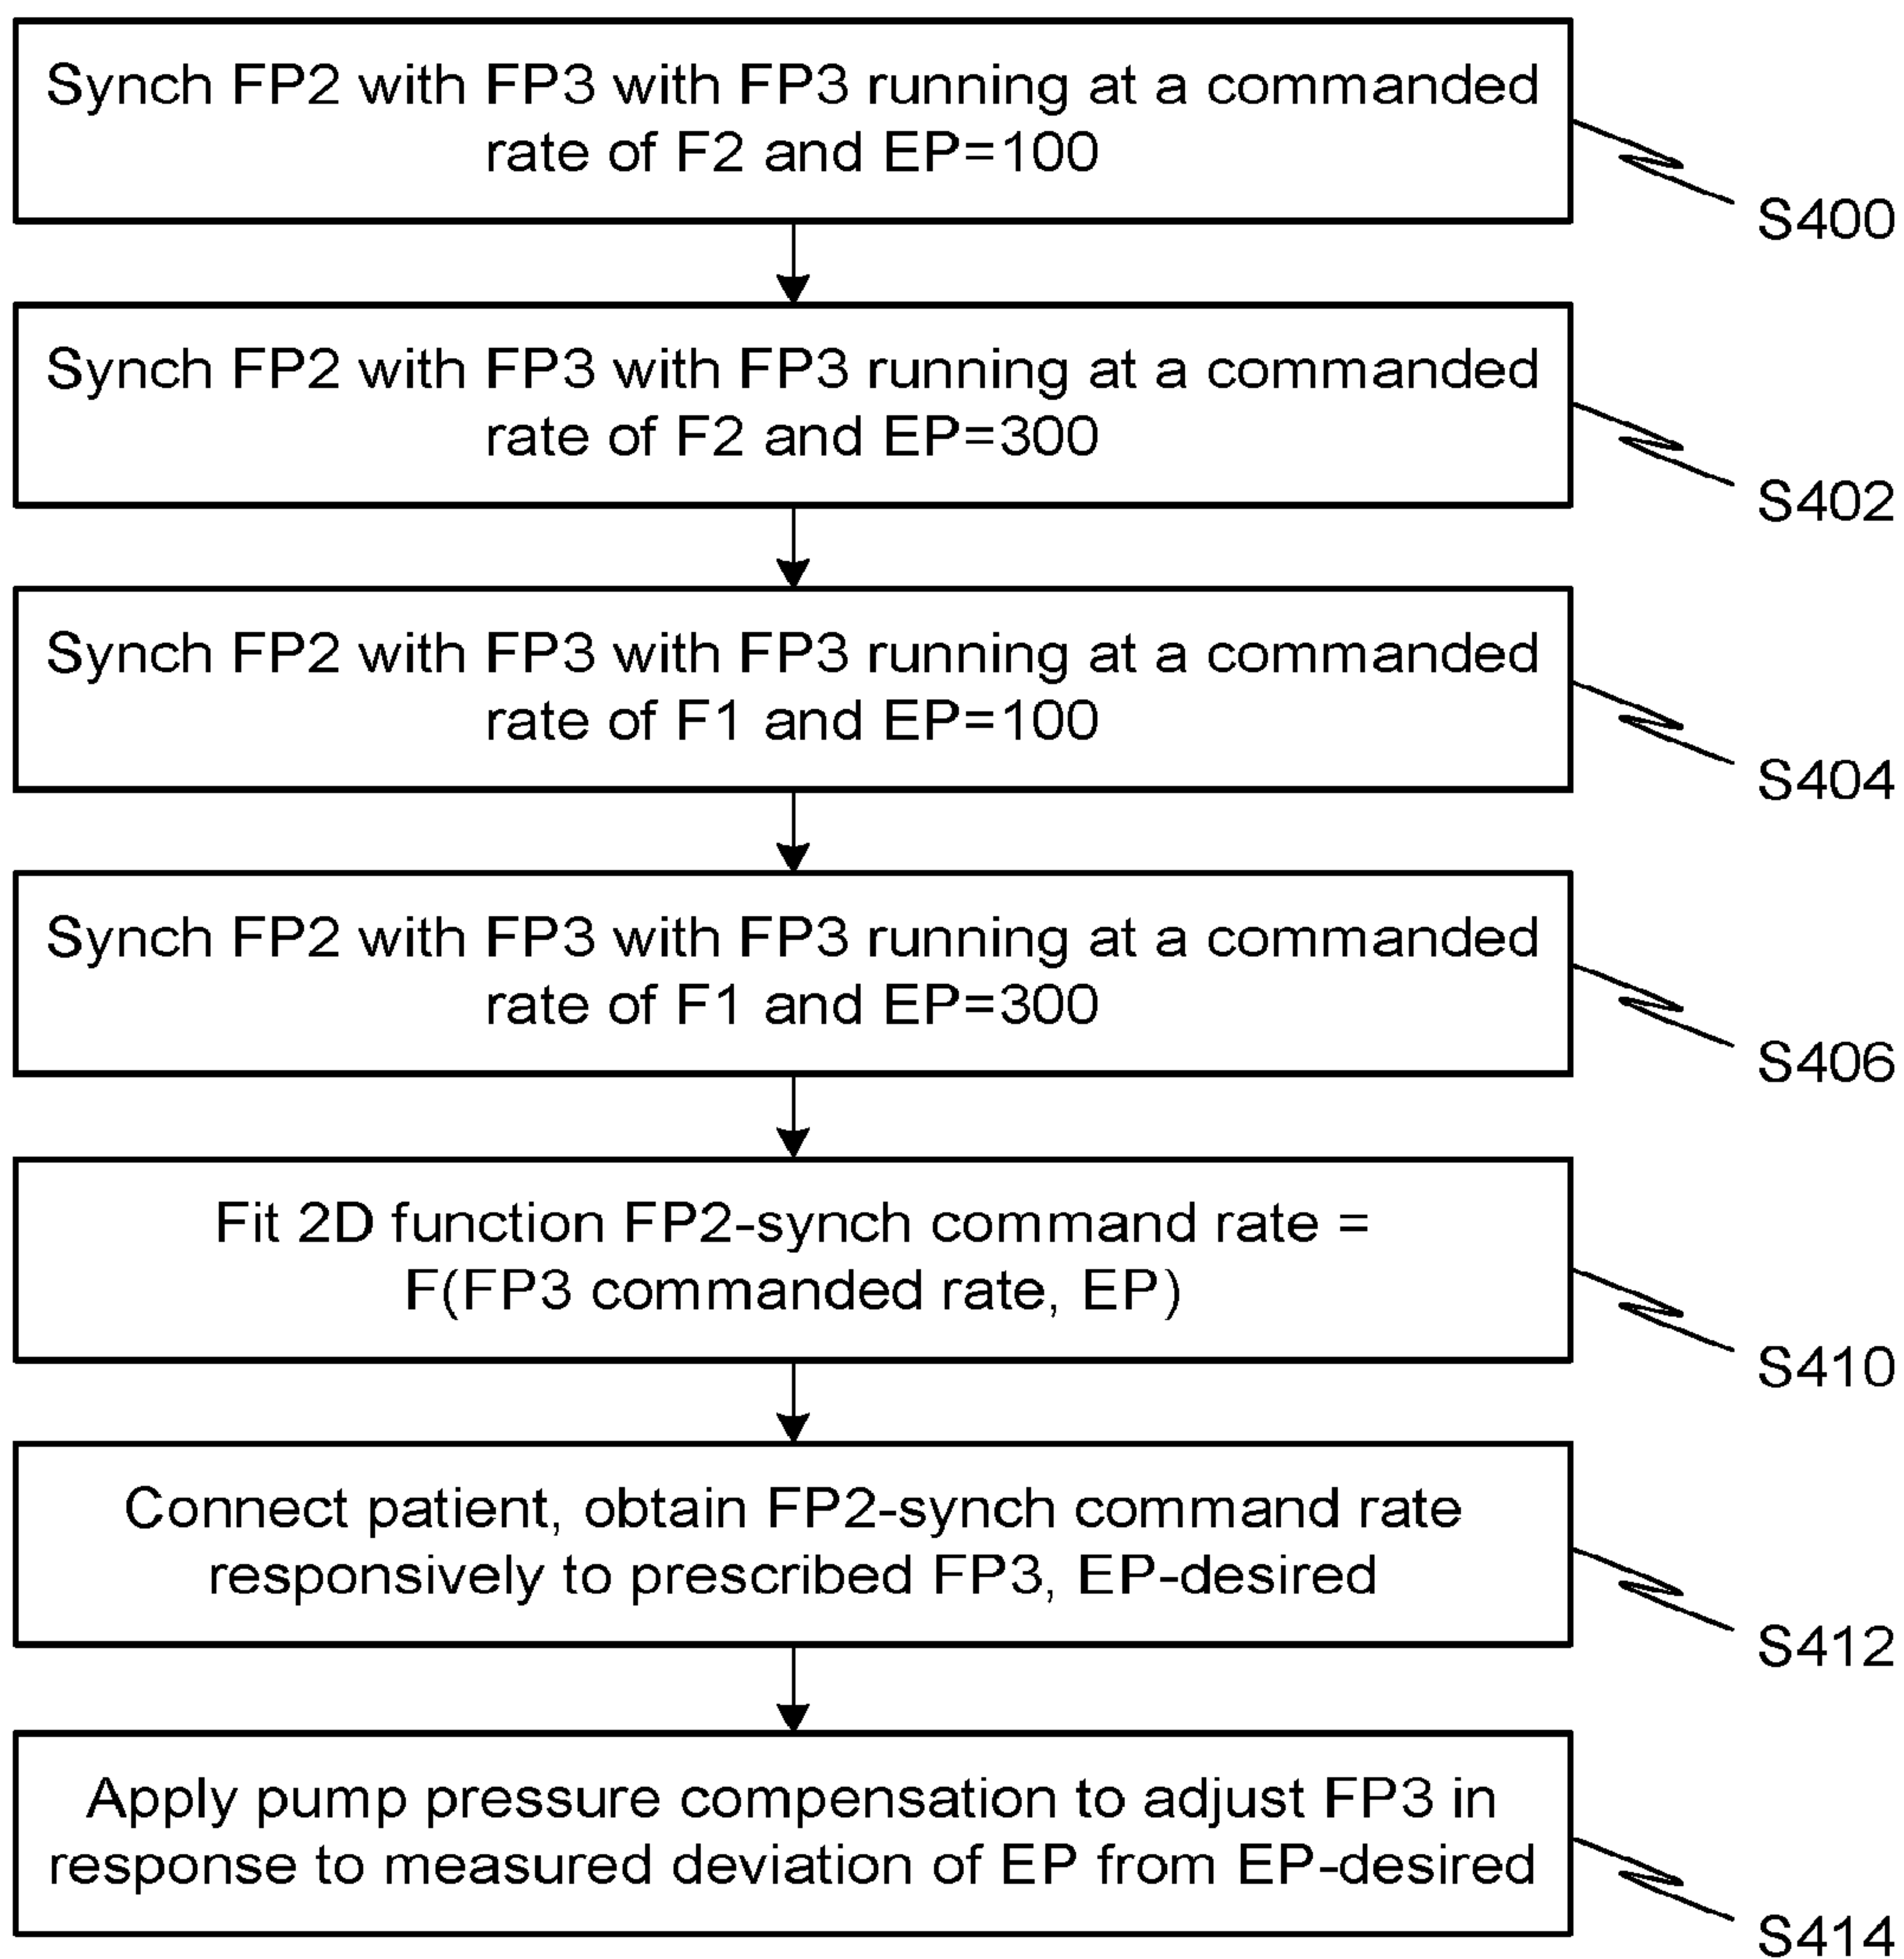 Synch FP2 with FP3 with FP3 running at a commanded
rate of F2 and EP=100
S400
Synch FP2 with FP3 with FP3 running at a commanded
rate of F2 and EP=300
S402
Synch FP2 with FP3 with FP3 running at a commanded
rate of F1 and EP=100
S404
Synch FP2 with FP3 with FP3 running at a commanded
rate of F1 and EP=300
S406
Fit 2D function FP2-synch command rate =
F(FP3 commanded rate, EP)
S410
Connect patient, obtain FP2-synch command rate
responsively to prescribed FP3, EP-desired
S412
Apply pump pressure compensation to adjust FP3 in
response to measured deviation of EP from EP-desired
S414